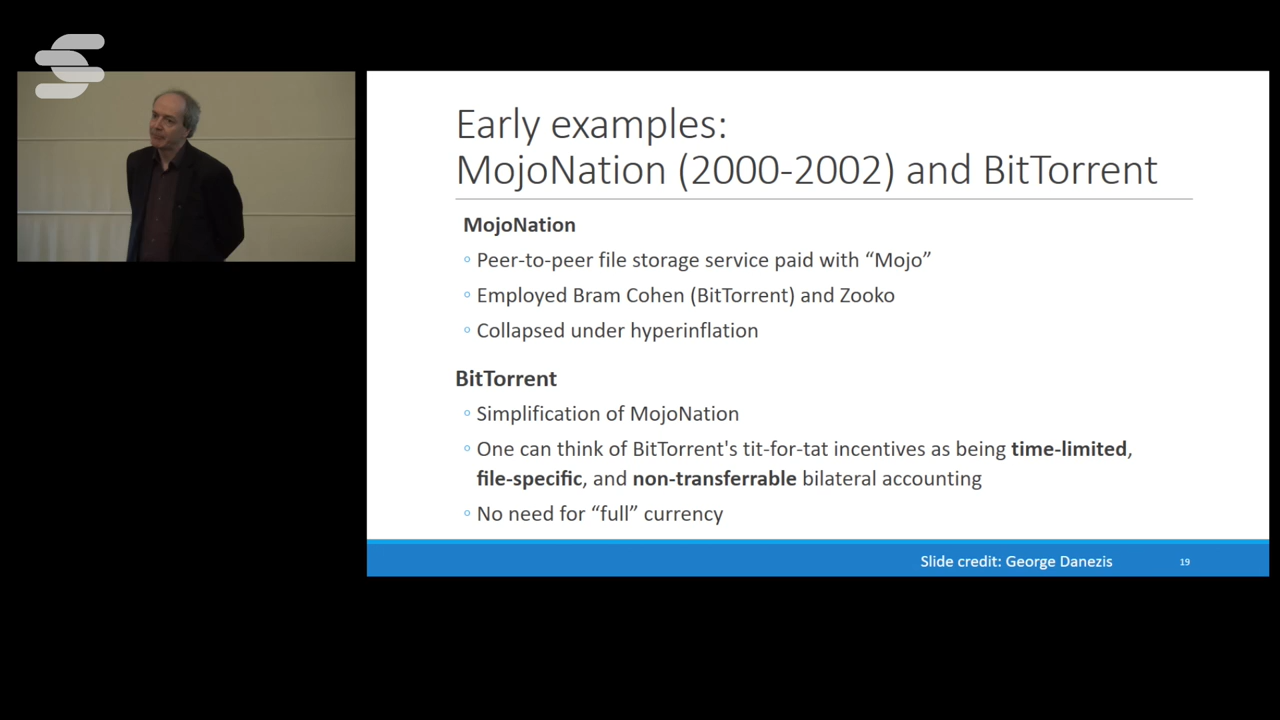 Early examples:
MojoNation (2000-2002) and BitTorrent
MojoNation
◦ Peer-to-peer file storage service paid with “Mojo”
◦ Employed Bram Cohen (BitTorrent) and Zooko
◦ Collapsed under hyperinflation
BitTorrent
◦ Simplification of MojoNation
◦ One can think of BitTorrent's tit-for-tat incentives as being time-limited,
file-specific, and non-transferrable bilateral accounting
◦ No need for “full” currency
Slide credit: George Danezis
19